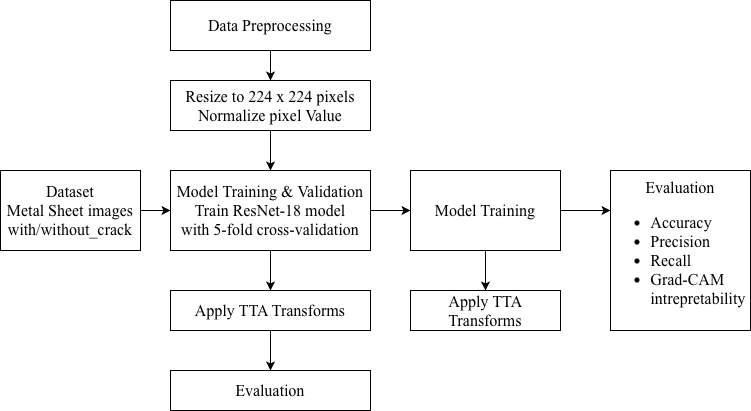 Data Preprocessing
Resize to 224 x 224 pixels
Normalize pixel Value
Dataset
Metal Sheet images
with/without_crack
Model Training & Validation
Train ResNet-18 model
with 5-fold cross-validation
Model Training
Evaluation
• Accuracy
• Precision
• Recall
• Grad-CAM
intrepretability
Apply TTA Transforms
Apply TTA
Transforms
Evaluation